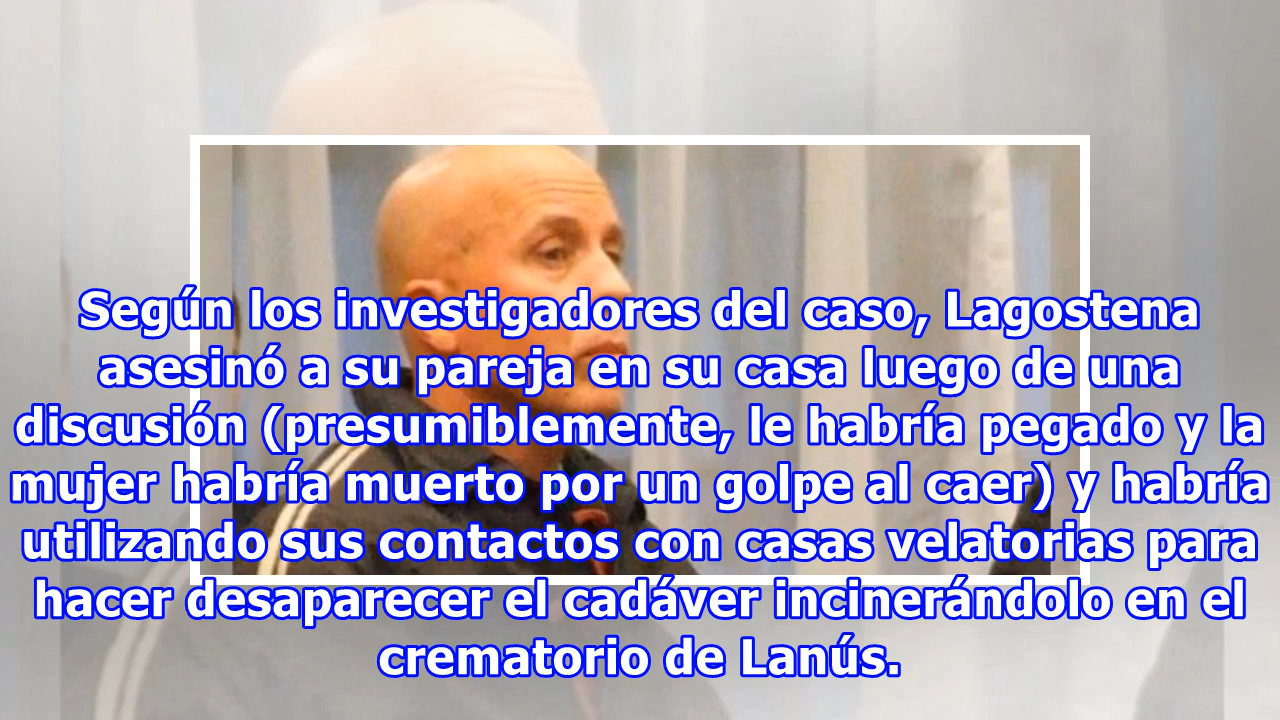 Según los investigadores del caso, Lagostena
asesinó a su pareja en su casa luego de una
discusión (presumiblemente, le habría pegado y la
mujer habría muerto por un golpe al caer) y habría
utilizando sus contactos con casas velatorias para
hacer desaparecer el cadáver incinerándolo en el
crematorio de Lanús.